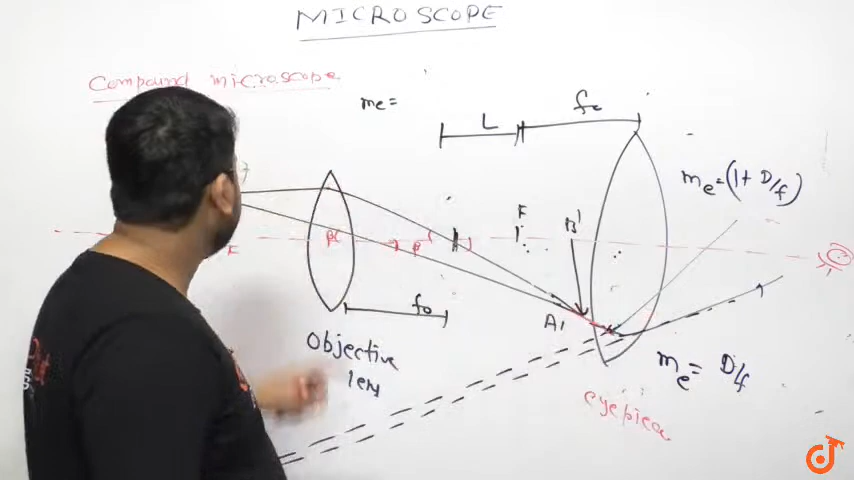 MICROSCOPE
Compound microscope
me=
L
fe
me=(1+D/f)
F
B'
fo
A1
Objective
lens
me= D/f
eyepiece